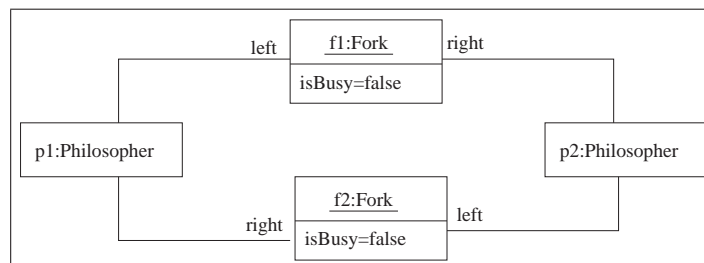 f1:Fork
left
right
isBusy=false
p1:Philosopher
p2:Philosopher
f2:Fork
right
left
isBusy=false